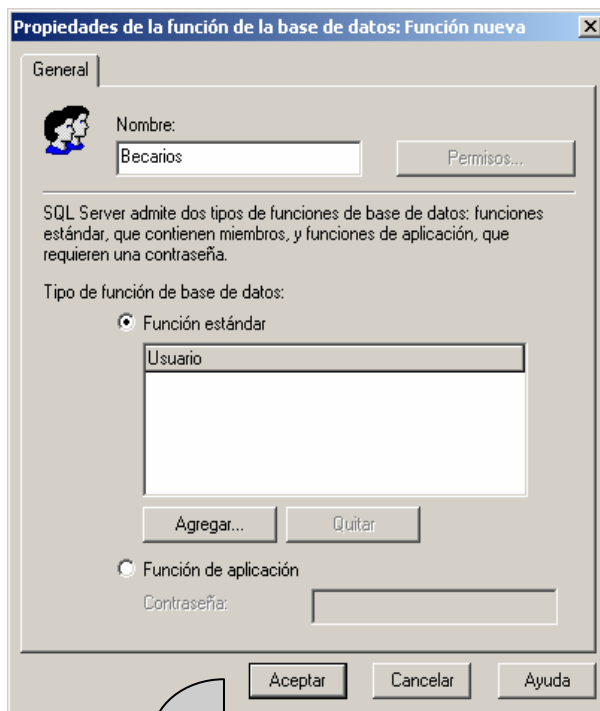 Propiedades de la función de la base de datos: Función nueva
General
Nombre:
Becarios
Permisos...
SQL Server admite dos tipos de funciones de base de datos: funciones
estándar, que contienen miembros, y funciones de aplicación, que
requieren una contraseña.
Tipo de función de base de datos:
Función estándar
Usuario
Agregar...
Quitar
Función de aplicación
Contraseña:
Aceptar
Cancelar
Ayuda